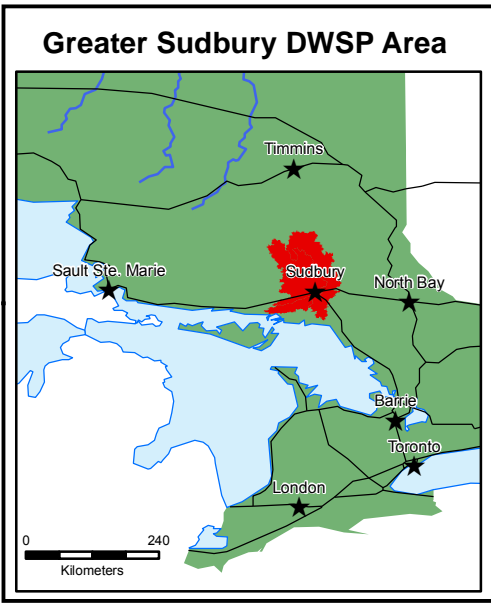 Greater Sudbury DWSP Area
Timmins
Sault Ste. Marie
Sudbury
North Bay
Barrie
Toronto
London
0 240
Kilometers